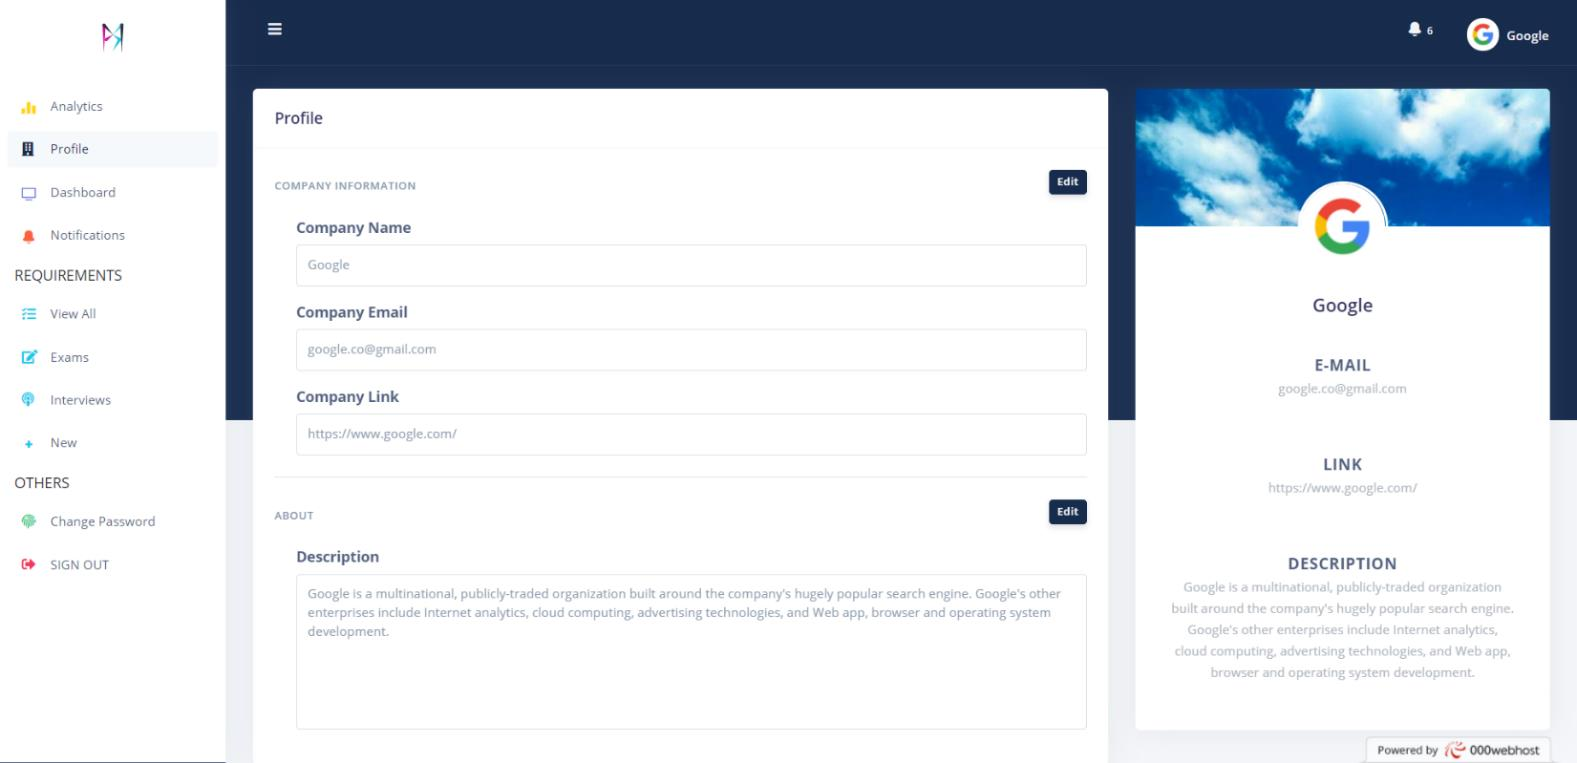 6
Google
Analytics
Profile
Dashboard
Notifications
REQUIREMENTS
View All
Exams
Interviews
New
OTHERS
Change Password
SIGN OUT
Profile
COMPANY INFORMATION
Edit
Company Name
Google
Company Email
google.co@gmail.com
Company Link
https://www.google.com/
ABOUT
Edit
Description
Google is a multinational, publicly-traded organization built around the company's hugely popular search engine. Google's other
enterprises include Internet analytics, cloud computing, advertising technologies, and Web app, browser and operating system
development.
Google
E-MAIL
google.co@gmail.com
LINK
https://www.google.com/
DESCRIPTION
Google is a multinational, publicly-traded organization
built around the company's hugely popular search engine.
Google's other enterprises include Internet analytics,
cloud computing, advertising technologies, and Web app,
browser and operating system development.
Powered by 000webhost